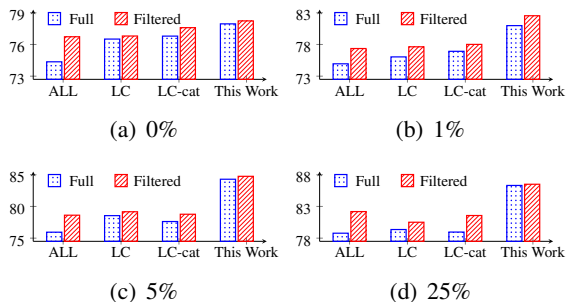 79
76
73
Full Filtered
ALL LC LC-cat This Work
(a) 0%
83
78
73
Full Filtered
ALL LC LC-cat This Work
(b) 1%
85
80
75
Full Filtered
ALL LC LC-cat This Work
(c) 5%
88
83
78
Full Filtered
ALL LC LC-cat This Work
(d) 25%